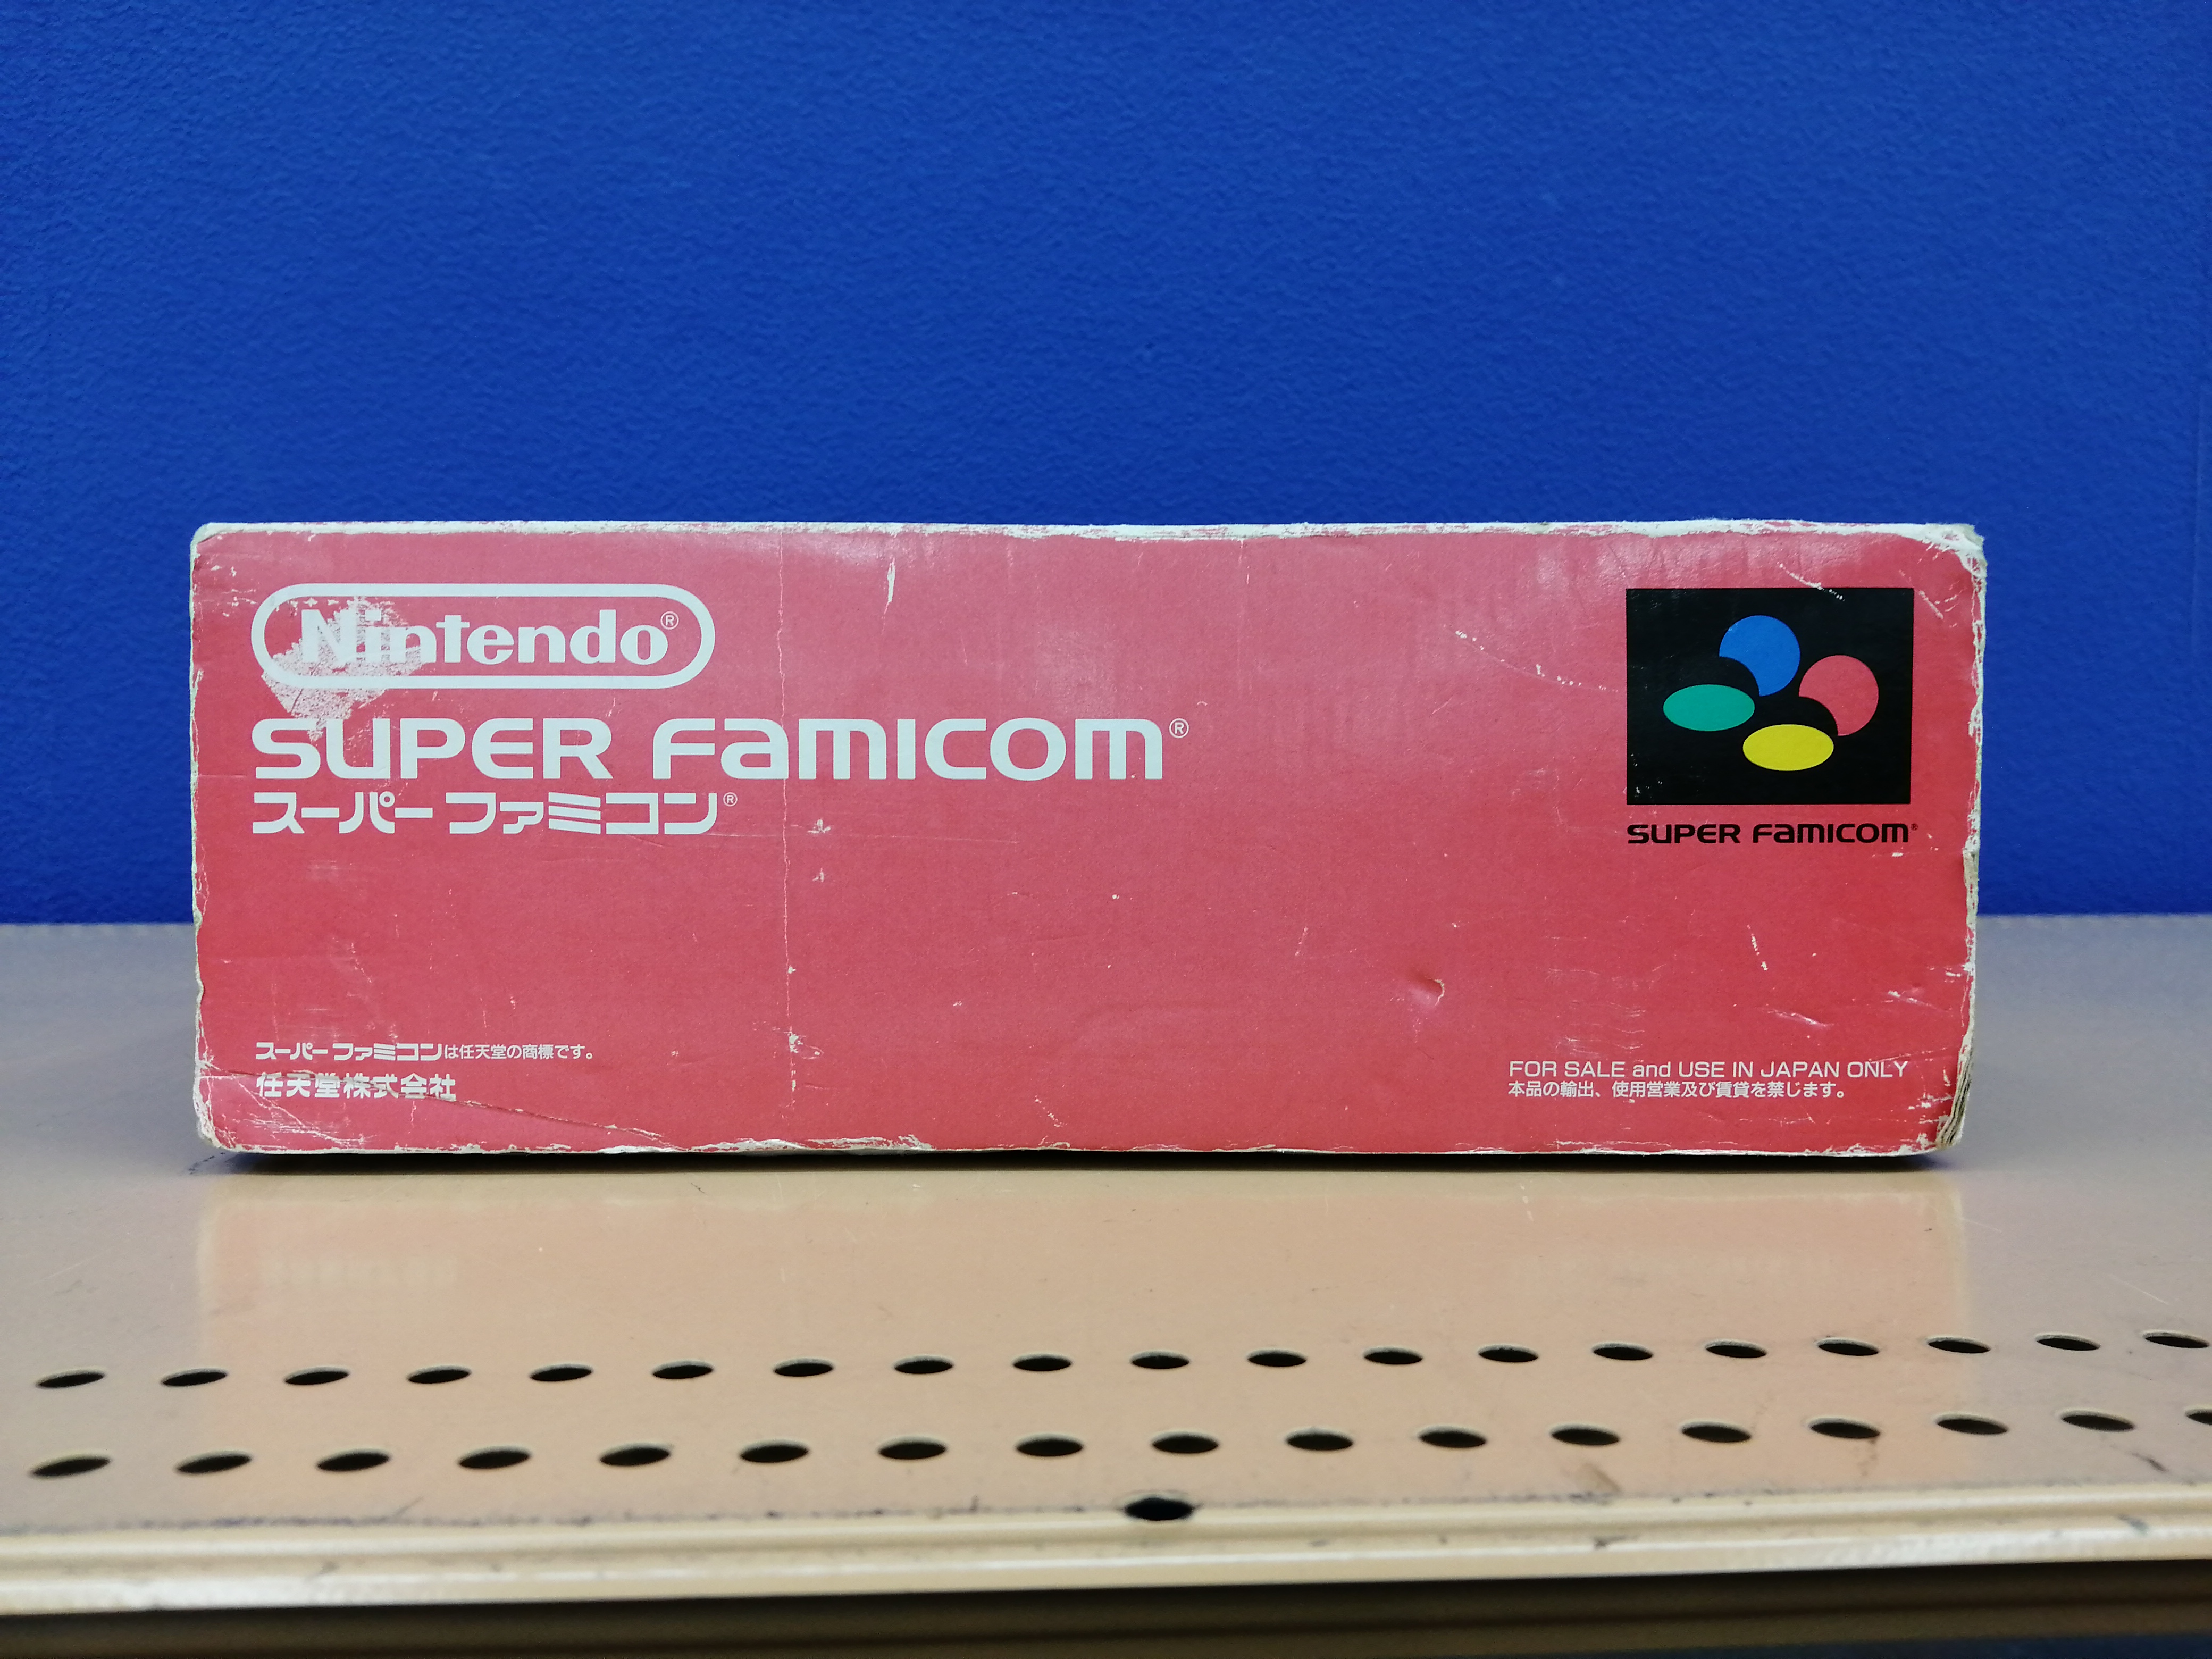 Nintendo®
SUPER FAMICOM®
スーパーファミコン®
SUPER FAMICOM®
スーパーファミコンは任天堂の商標です。
任天堂株式会社
FOR SALE and USE IN JAPAN ONLY
本品の輸出、使用営業及び賃貸を禁じます。